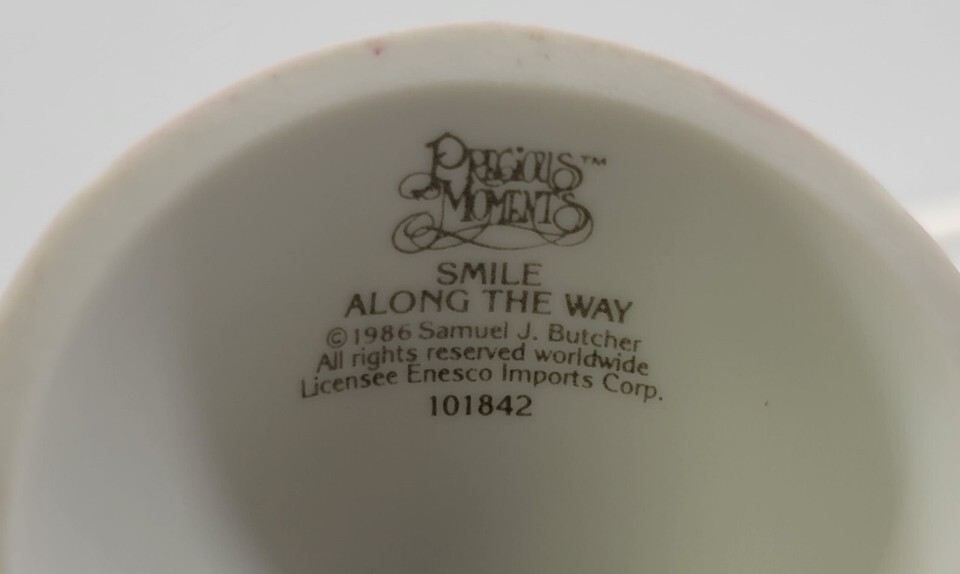 PRECIOUS™
MOMENTS
SMILE
ALONG THE WAY
©1986 Samuel J. Butcher
All rights reserved worldwide
Licensee Enesco Imports Corp.
101842